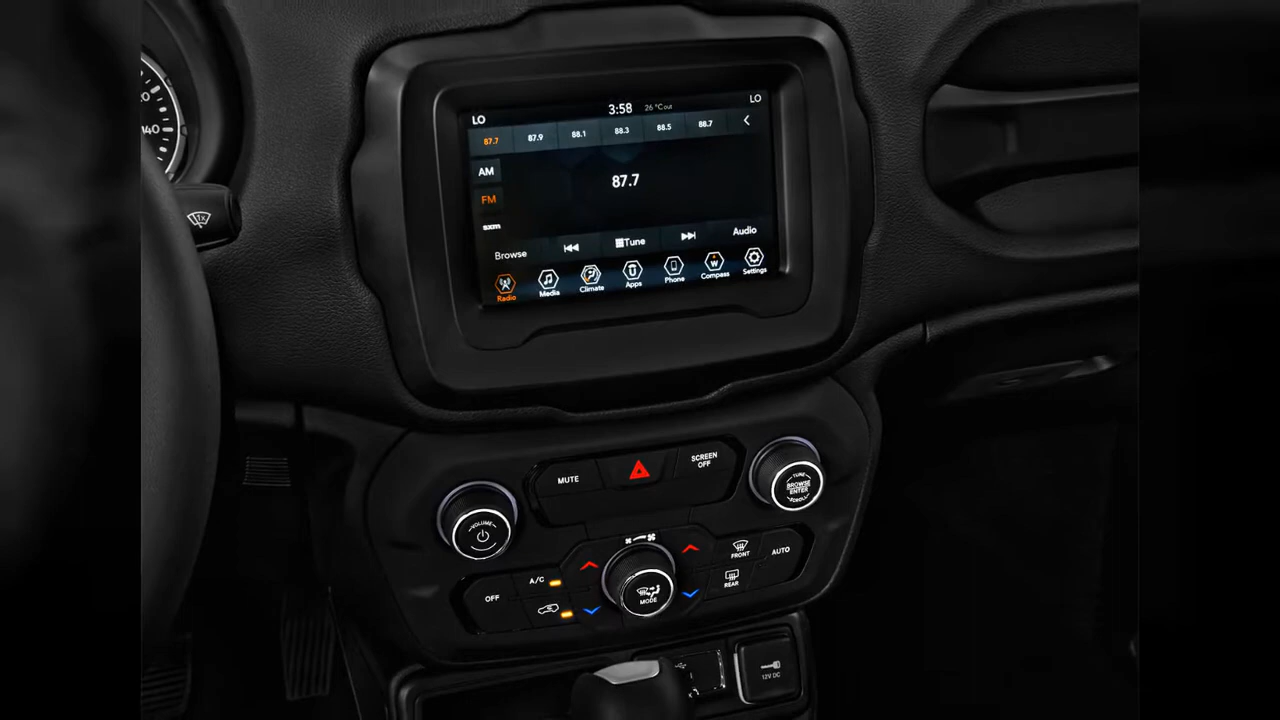 LO 3:58 26 °C out LO
87.7 87.9 88.1 88.3 88.5 88.7
AM
87.7
FM
sxm
Browse Tune Audio
Radio Media Climate Apps Phone Compass Settings
W
140
1x
MUTE
SCREEN
OFF
VOLUME
TUNE
BROWSE
ENTER
SCROLL
A/C
OFF
MODE
FRONT
REAR
AUTO
12V DC